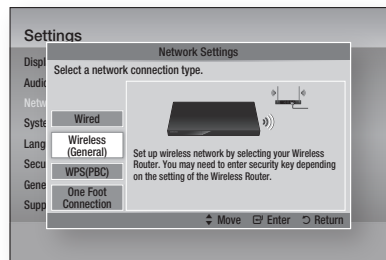 Settings
Network Settings
Select a network connection type.
Displ
Audio
Netw
Syste
Lang
Secu
Gene
Supp
Wired
Wireless
(General)
WPS(PBC)
One Foot
Connection
Set up wireless network by selecting your Wireless
Router. You may need to enter security key depending
on the setting of the Wireless Router.
Move Enter Return